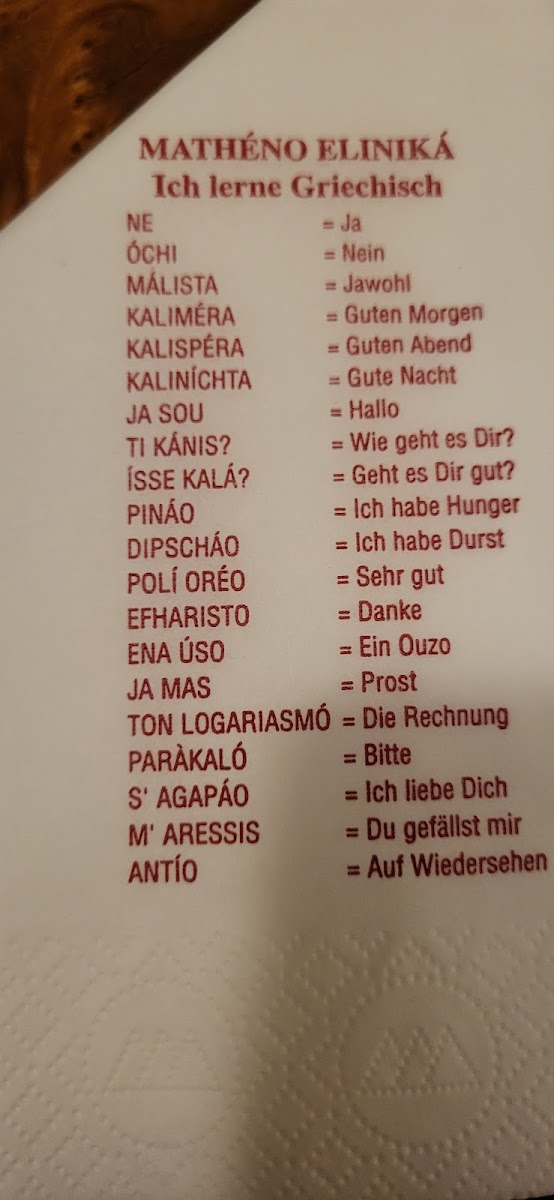 MATHÉNO ELINIKÁ
Ich lerne Griechisch
NE = Ja
ÓCHI = Nein
MÁLISTA = Jawohl
KALIMÉRA = Guten Morgen
KALISPÉRA = Guten Abend
KALINÍCHTA = Gute Nacht
JA SOU = Hallo
TI KÁNIS? = Wie geht es Dir?
ÍSSE KALÁ? = Geht es Dir gut?
PINÁO = Ich habe Hunger
DIPSCHÁO = Ich habe Durst
POLÍ ORÉO = Sehr gut
EFHARISTO = Danke
ENA ÚSO = Ein Ouzo
JA MAS = Prost
TON LOGARIASMÓ = Die Rechnung
PARÀKALÓ = Bitte
S' AGAPÁO = Ich liebe Dich
M' ARESSIS = Du gefällst mir
ANTÍO = Auf Wiedersehen